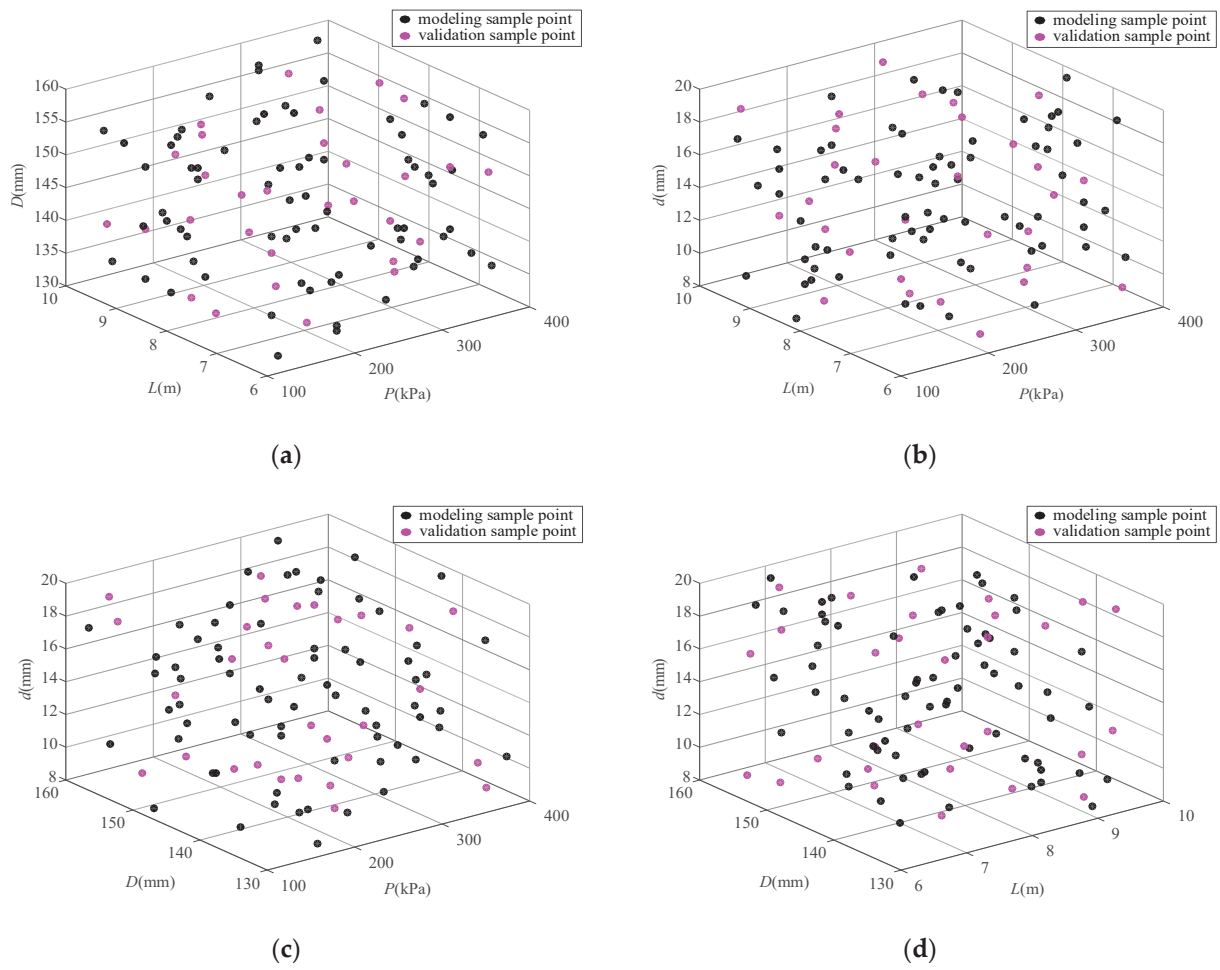 modeling sample point
validation sample point
160
155
150
145
140
135
130
D(mm)
10
9
8
7
6
L(m)
100
200
300
400
P(kPa)
(a)
modeling sample point
validation sample point
20
18
16
14
12
10
8
d(mm)
10
9
8
7
6
L(m)
100
200
300
400
P(kPa)
(b)
modeling sample point
validation sample point
20
18
16
14
12
10
8
d(mm)
160
150
140
130
D(mm)
100
200
300
400
P(kPa)
(c)
modeling sample point
validation sample point
20
18
16
14
12
10
8
d(mm)
160
150
140
130
D(mm)
6
7
8
9
10
L(m)
(d)